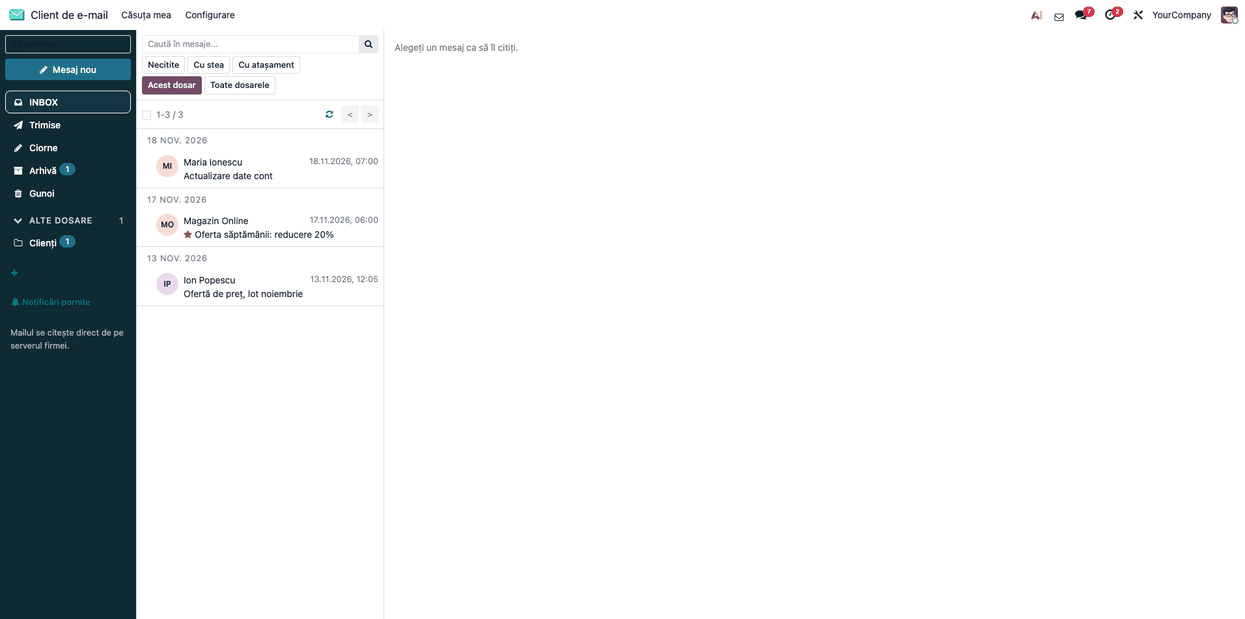 Client de e-mail Căsuța mea Configurare 7 2 YourCompany
Mesaj nou
INBOX
Trimise
Ciorne
Arhivă 1
Gunoi
ALTE DOSARE 1
Clienți 1
+
Notificări pornite
Mailul se citește direct de pe
serverul firmei.
Caută în mesaje...
Necitite Cu stea Cu atașament
Acest dosar Toate dosarele
1-3 / 3 < >
18 NOV. 2026
MI Maria Ionescu 18.11.2026, 07:00
Actualizare date cont
17 NOV. 2026
MO Magazin Online 17.11.2026, 06:00
Oferta săptămânii: reducere 20%
13 NOV. 2026
IP Ion Popescu 13.11.2026, 12:05
Ofertă de preț, lot noiembrie
Alegeți un mesaj ca să îl citiți.